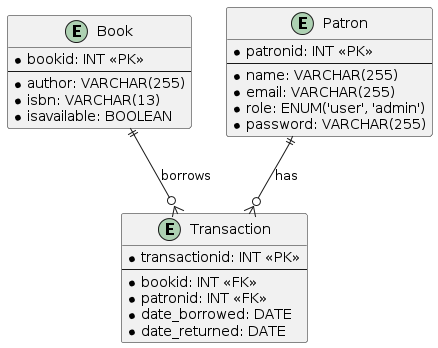 E Book
bookid: INT «PK»
author: VARCHAR(255)
isbn: VARCHAR(13)
isavailable: BOOLEAN
E Patron
patronid: INT «PK»
name: VARCHAR(255)
email: VARCHAR(255)
role: ENUM('user', 'admin')
password: VARCHAR(255)
borrows
has
E Transaction
transactionid: INT «PK»
bookid: INT «FK»
patronid: INT «FK»
date_borrowed: DATE
date_returned: DATE